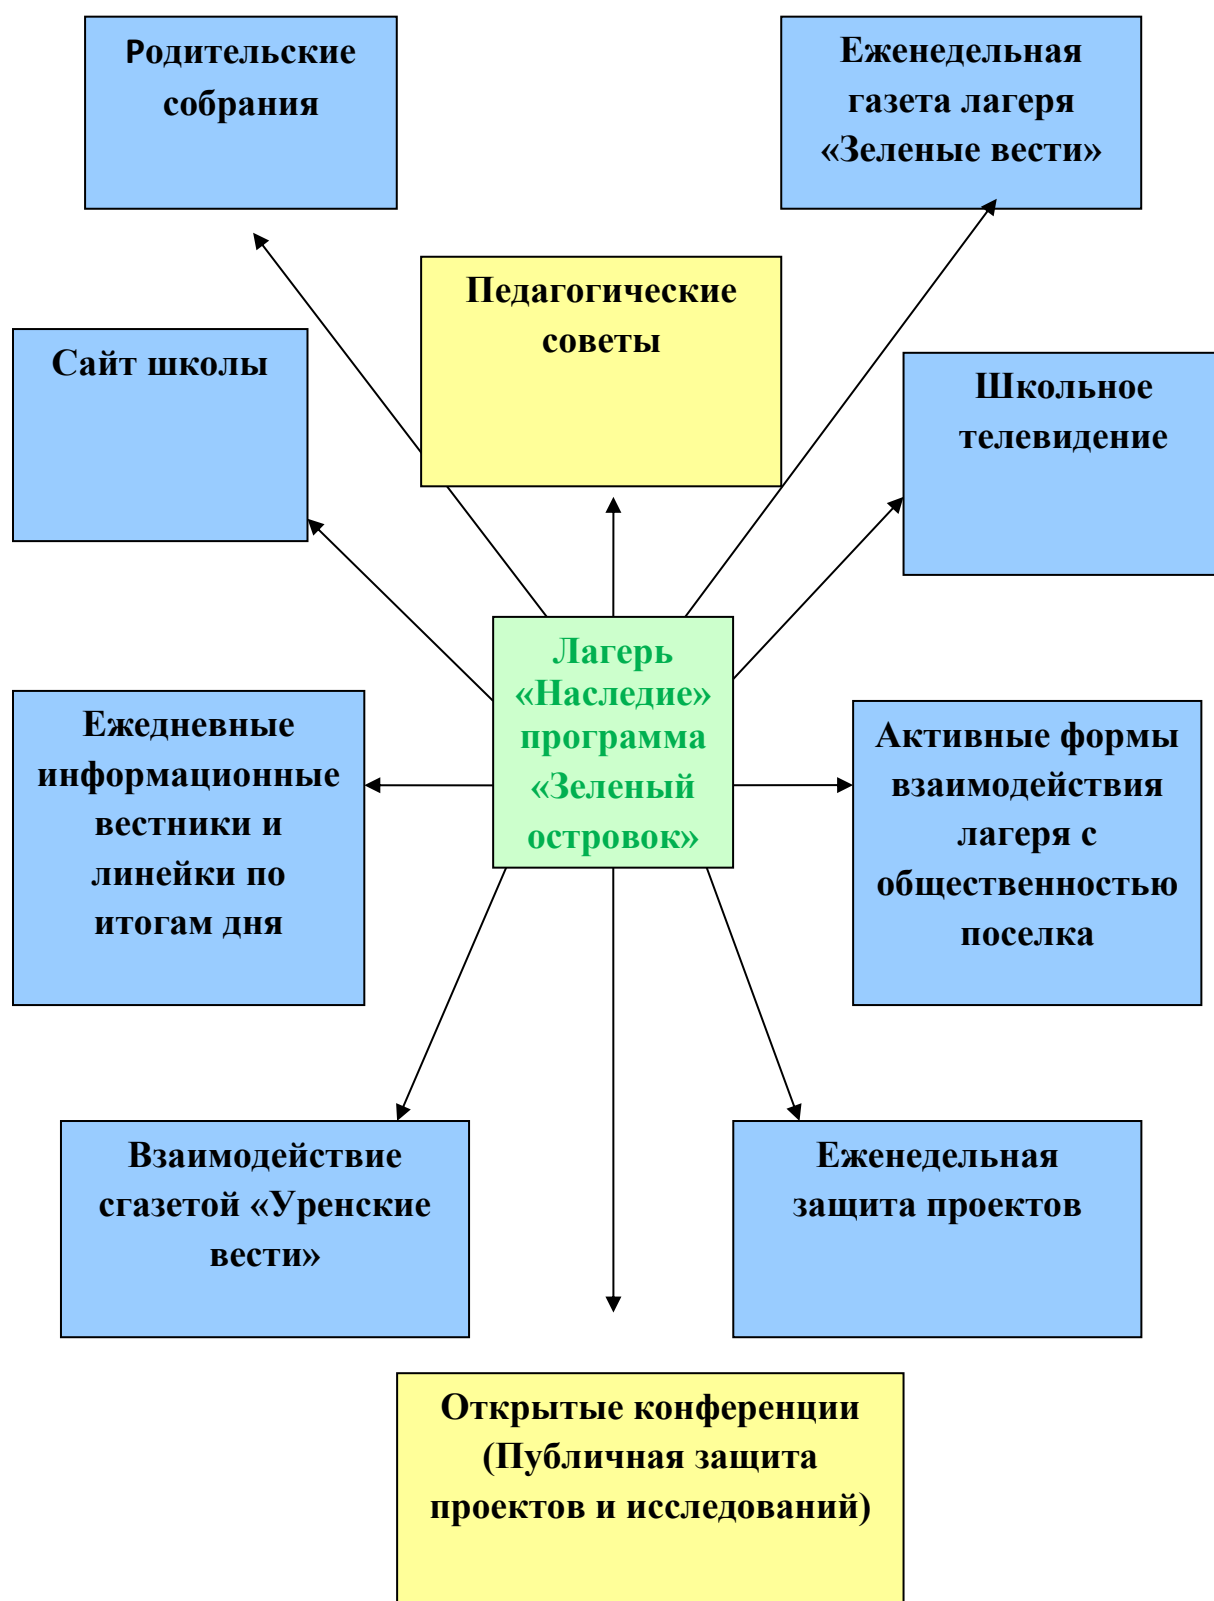 Родительские
собрания
Еженедельная
газета лагеря
«Зеленые вести»
Педагогические
советы
Сайт школы
Школьное
телевидение
Лагерь
«Наследие»
программа
«Зеленый
островок»
Ежедневные
информационные
вестники и
линейки по
итогам дня
Активные формы
взаимодействия
лагеря с
общественностью
поселка
Взаимодействие
сгазетой «Уренские
вести»
Еженедельная
защита проектов
Открытые конференции
(Публичная защита
проектов и исследований)